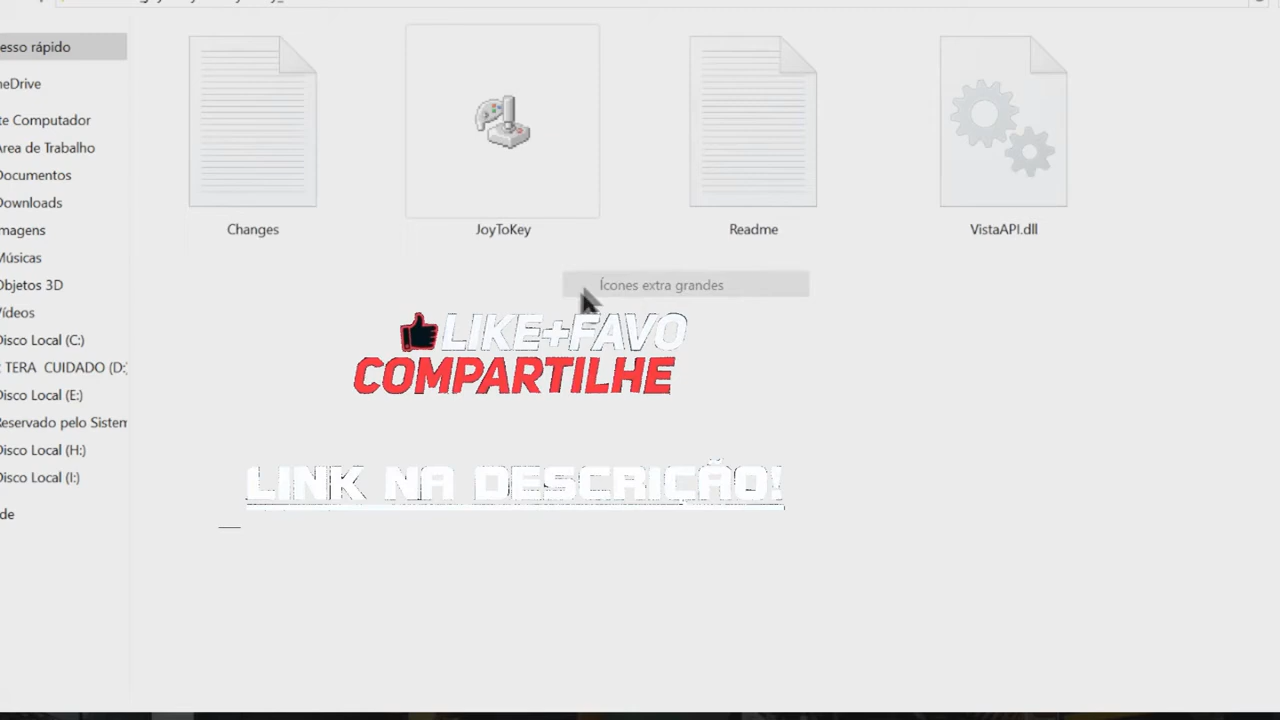 esso rápido
neDrive
te Computador
Área de Trabalho
Documentos
Downloads
magens
Músicas
Objetos 3D
Vídeos
Disco Local (C:)
TERA CUIDADO (D:)
Disco Local (E:)
Reservado pelo Sistem
Disco Local (H:)
Disco Local (I:)
de
Changes
JoyToKey
Readme
VistaAPI.dll
Ícones extra grandes
LIKE+FAVO
COMPARTILHE
LINK NA DESCRIÇÃO!